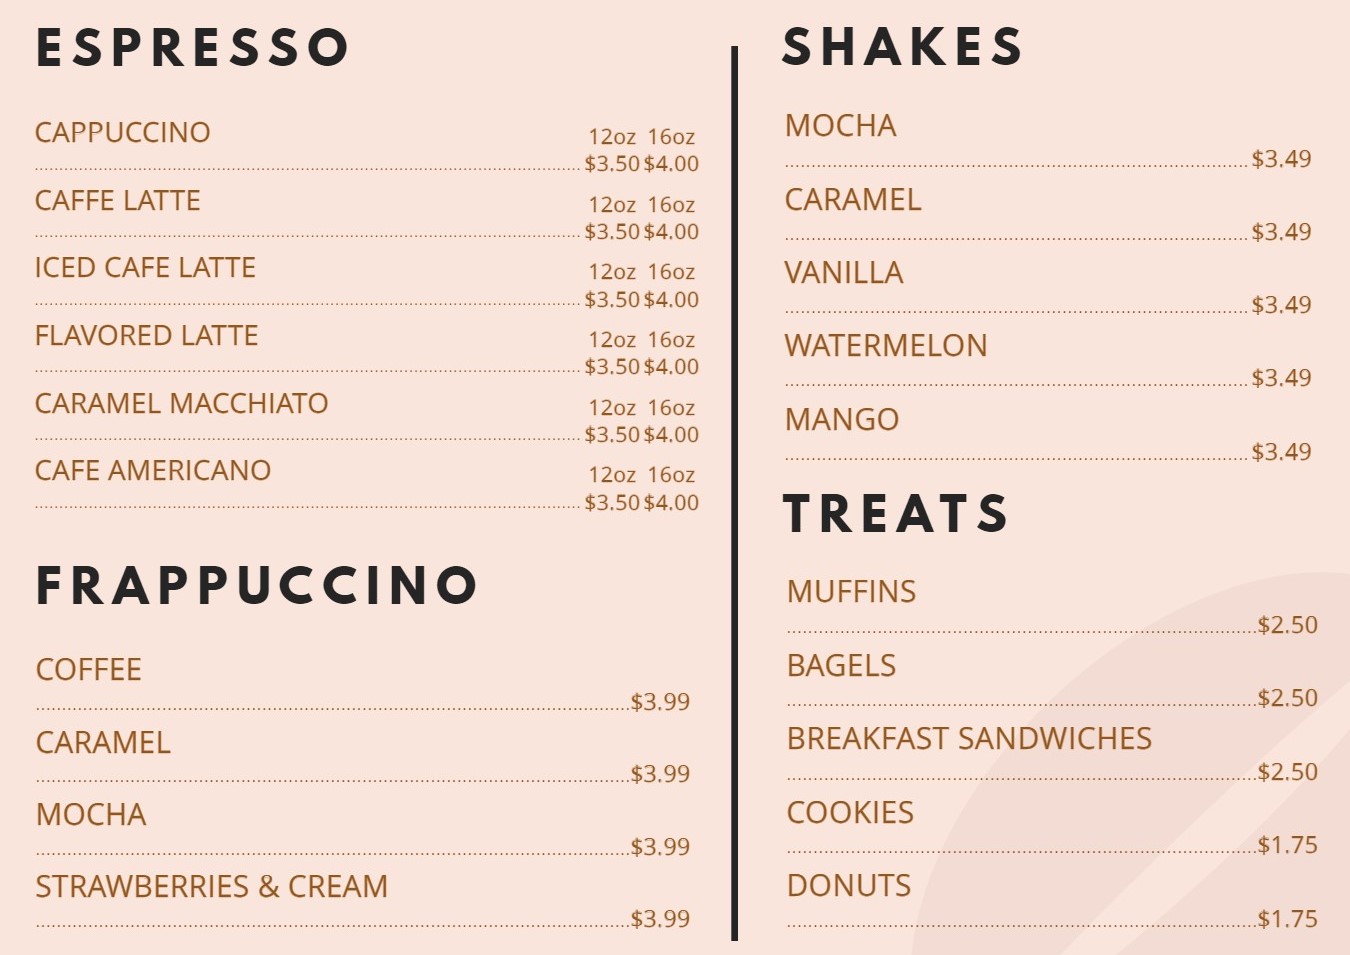 ESPRESSO
CAPPUCCINO
12oz 16oz
$3.50 $4.00
CAFFE LATTE
12oz 16oz
$3.50 $4.00
ICED CAFE LATTE
12oz 16oz
$3.50 $4.00
FLAVORED LATTE
12oz 16oz
$3.50 $4.00
CARAMEL MACCHIATO
12oz 16oz
$3.50 $4.00
CAFE AMERICANO
12oz 16oz
$3.50 $4.00
FRAPPUCCINO
COFFEE
$3.99
CARAMEL
$3.99
MOCHA
$3.99
STRAWBERRIES & CREAM
$3.99
SHAKES
MOCHA
$3.49
CARAMEL
$3.49
VANILLA
$3.49
WATERMELON
$3.49
MANGO
$3.49
TREATS
MUFFINS
$2.50
BAGELS
$2.50
BREAKFAST SANDWICHES
$2.50
COOKIES
$1.75
DONUTS
$1.75